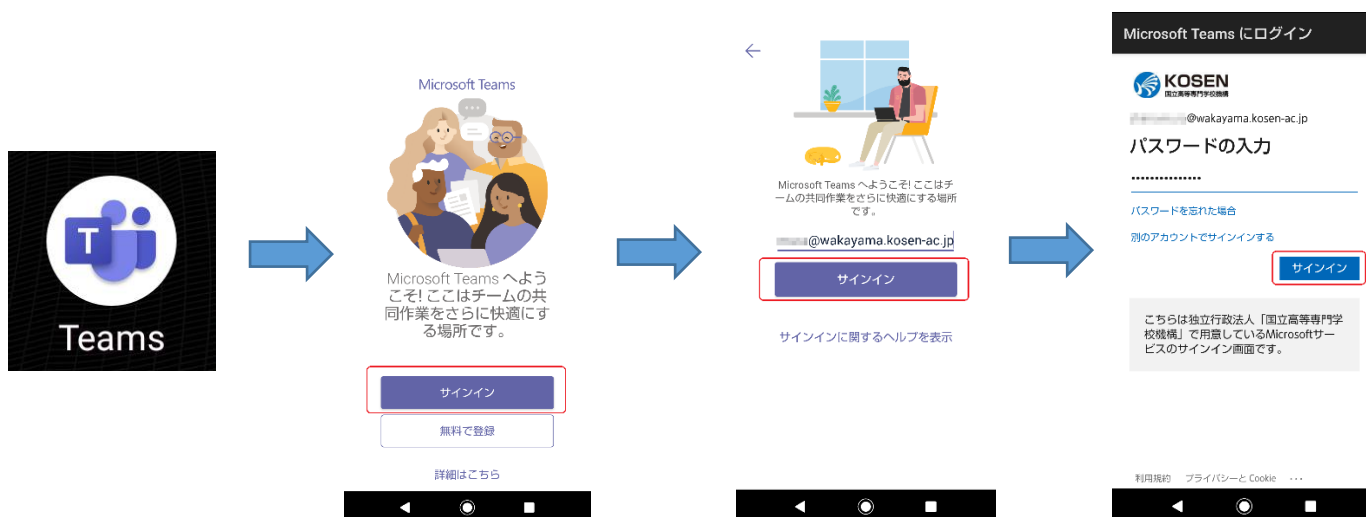 Teams
Microsoft Teams
Microsoft Teams へよう
こそ! ここはチームの共
同作業をさらに快適にす
る場所です。
サインイン
無料で登録
詳細はこちら
Microsoft Teams へようこそ! ここはチ
ームの共同作業をさらに快適にする場所
です。
@wakayama.kosen-ac.jp
サインイン
サインインに関するヘルプを表示
Microsoft Teams にログイン
KOSEN
国立高等専門学校機構
@wakayama.kosen-ac.jp
パスワードの入力
パスワードを忘れた場合
別のアカウントでサインインする
サインイン
こちらは独立行政法人「国立高等専門学
校機構」で用意しているMicrosoftサー
ビスのサインイン画面です。
利用規約 プライバシーと Cookie ···